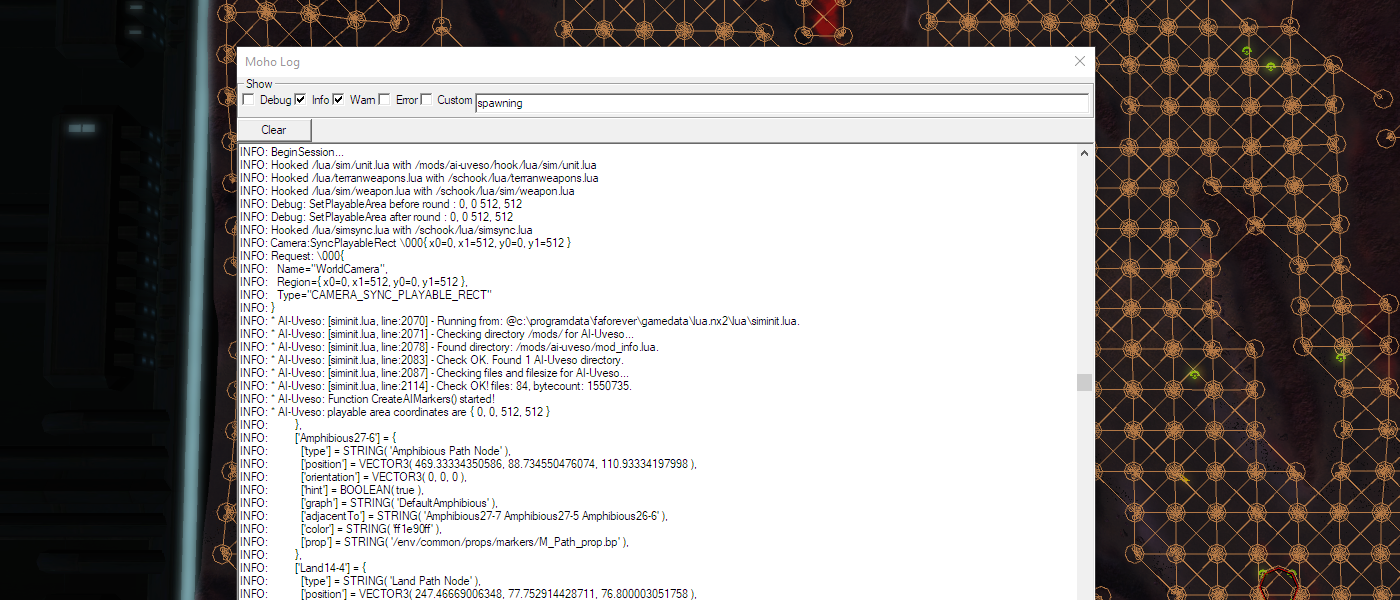 Moho Log
Show
Debug Info Warn Error Custom spawning
Clear
INFO: BeginSession...
INFO: Hooked /lua/sim/unit.lua with /mods/ai-uveso/hook/lua/sim/unit.lua
INFO: Hooked /lua/terranweapons.lua with /schook/lua/terranweapons.lua
INFO: Hooked /lua/sim/weapon.lua with /schook/lua/sim/weapon.lua
INFO: Debug: SetPlayableArea before round : 0, 0 512, 512
INFO: Debug: SetPlayableArea after round : 0, 0 512, 512
INFO: Hooked /lua/simsync.lua with /schook/lua/simsync.lua
INFO: Camera:SyncPlayableRect \000{ x0=0, x1=512, y0=0, y1=512 }
INFO: Request: \000{
INFO:   Name="WorldCamera",
INFO:   Region={ x0=0, x1=512, y0=0, y1=512 },
INFO:   Type="CAMERA_SYNC_PLAYABLE_RECT"
INFO: }
INFO: * AI-Uveso: [siminit.lua, line:2070] - Running from: @c:\programdata\faforever\gamedata\lua.nx2\lua\siminit.lua.
INFO: * AI-Uveso: [siminit.lua, line:2071] - Checking directory /mods/ for AI-Uveso...
INFO: * AI-Uveso: [siminit.lua, line:2078] - Found directory: /mods/ai-uveso/mod_info.lua.
INFO: * AI-Uveso: [siminit.lua, line:2083] - Check OK. Found 1 AI-Uveso directory.
INFO: * AI-Uveso: [siminit.lua, line:2087] - Checking files and filesize for AI-Uveso...
INFO: * AI-Uveso: [siminit.lua, line:2114] - Check OK! files: 84, bytecount: 1550735.
INFO: * AI-Uveso: Function CreateAIMarkers() started!
INFO: * AI-Uveso: playable area coordinates are { 0, 0, 512, 512 }
INFO:         },
INFO:         ['Amphibious27-6'] = {
INFO:           ['type'] = STRING( 'Amphibious Path Node' ),
INFO:           ['position'] = VECTOR3( 469.33334350586, 88.734550476074, 110.93334197998 ),
INFO:           ['orientation'] = VECTOR3( 0, 0, 0 ),
INFO:           ['hint'] = BOOLEAN( true ),
INFO:           ['graph'] = STRING( 'DefaultAmphibious' ),
INFO:           ['adjacentTo'] = STRING( 'Amphibious27-7 Amphibious27-5 Amphibious26-6' ),
INFO:           ['color'] = STRING( 'ff1e90ff' ),
INFO:           ['prop'] = STRING( '/env/common/props/markers/M_Path_prop.bp' ),
INFO:         },
INFO:         ['Land14-4'] = {
INFO:           ['type'] = STRING( 'Land Path Node' ),
INFO:           ['position'] = VECTOR3( 247.46669006348, 77.752914428711, 76.800003051758 ),